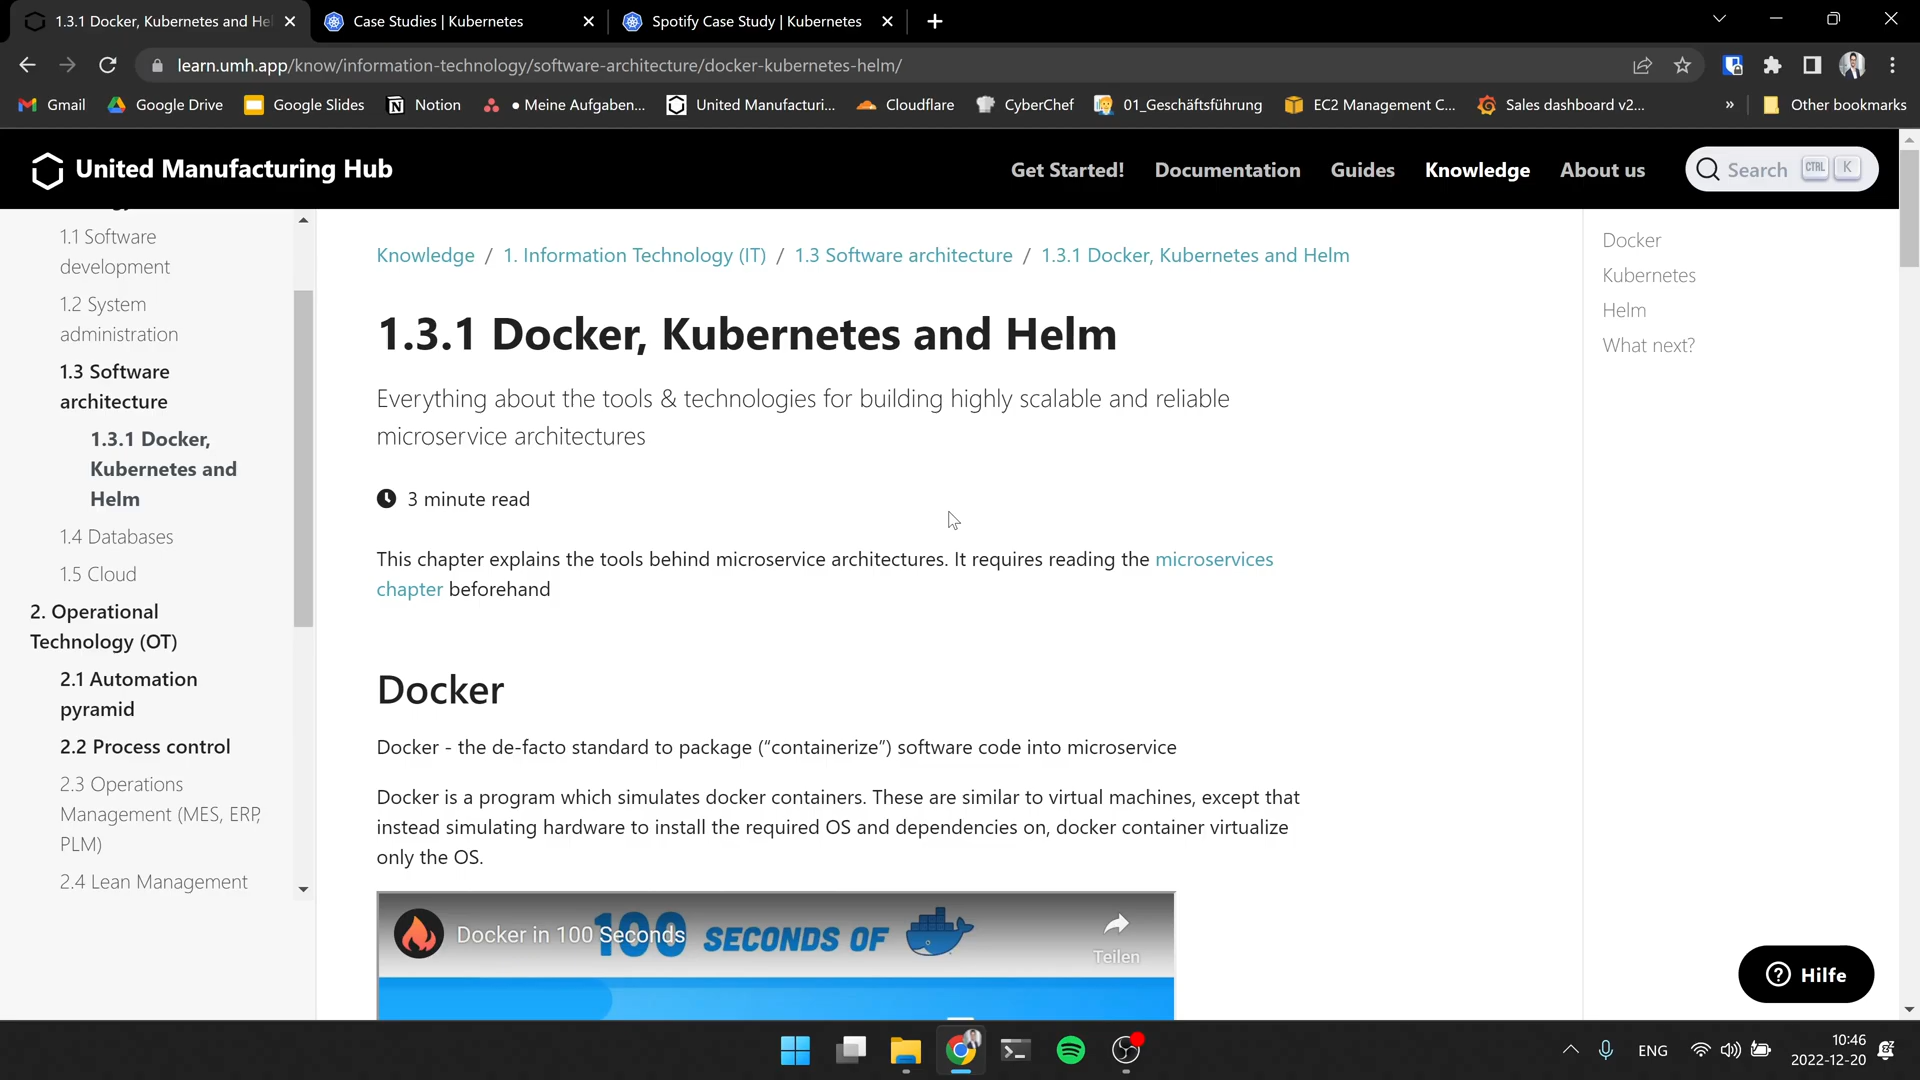 1.3.1 Docker, Kubernetes and He
Case Studies | Kubernetes
Spotify Case Study | Kubernetes
learn.umh.app/know/information-technology/software-architecture/docker-kubernetes-helm/
Gmail
Google Drive
Google Slides
Notion
• Meine Aufgaben...
United Manufacturi...
Cloudflare
CyberChef
01_Geschäftsführung
EC2 Management C...
Sales dashboard v2...
»
Other bookmarks
United Manufacturing Hub
Get Started!
Documentation
Guides
Knowledge
About us
Search CTRL K
1.1 Software
development
1.2 System
administration
1.3 Software
architecture
1.3.1 Docker,
Kubernetes and
Helm
1.4 Databases
1.5 Cloud
2. Operational
Technology (OT)
2.1 Automation
pyramid
2.2 Process control
2.3 Operations
Management (MES, ERP,
PLM)
2.4 Lean Management
Knowledge / 1. Information Technology (IT) / 1.3 Software architecture / 1.3.1 Docker, Kubernetes and Helm
1.3.1 Docker, Kubernetes and Helm
Everything about the tools & technologies for building highly scalable and reliable
microservice architectures
3 minute read
This chapter explains the tools behind microservice architectures. It requires reading the microservices
chapter beforehand
Docker
Docker - the de-facto standard to package (“containerize”) software code into microservice
Docker is a program which simulates docker containers. These are similar to virtual machines, except that
instead simulating hardware to install the required OS and dependencies on, docker container virtualize
only the OS.
Docker in 100 Seconds
100 SECONDS OF
Teilen
Docker
Kubernetes
Helm
What next?
Hilfe
ENG
10:46
2022-12-20